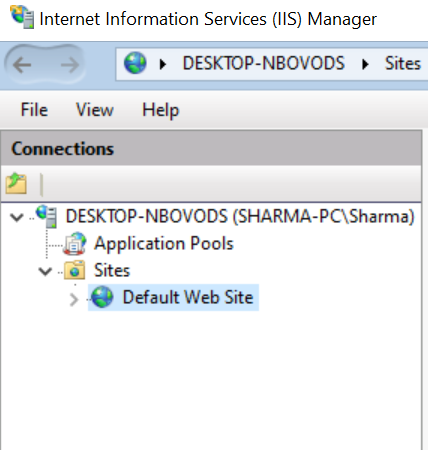 Internet Information Services (IIS) Manager
DESKTOP-NBOVODS Sites
File View Help
Connections
DESKTOP-NBOVODS (SHARMA-PC\Sharma)
Application Pools
Sites
Default Web Site